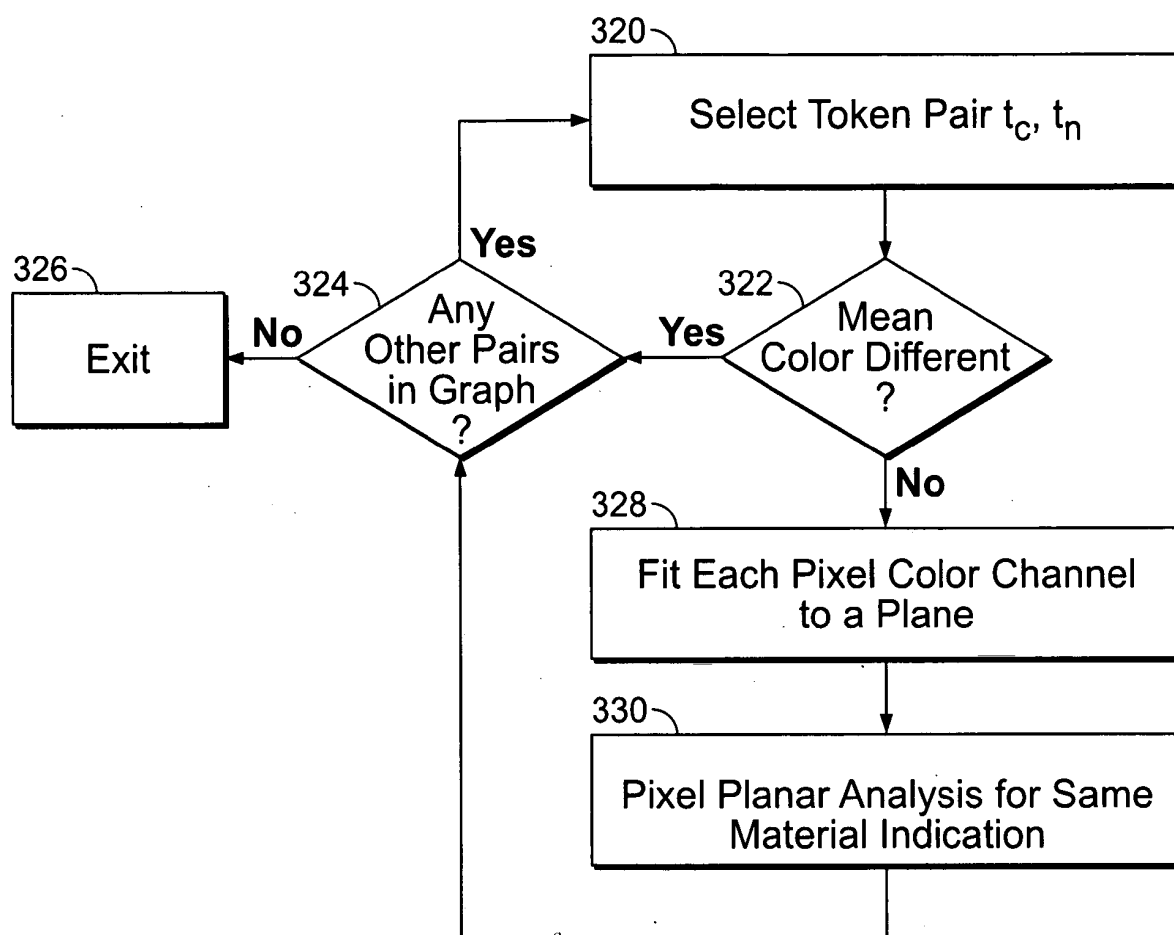 320
Select Token Pair t_c, t_n
Yes
326
324
322
Any
Other Pairs
in Graph
?
Mean
Color Different
?
No
Yes
Exit
No
328
Fit Each Pixel Color Channel
to a Plane
330
Pixel Planar Analysis for Same
Material Indication